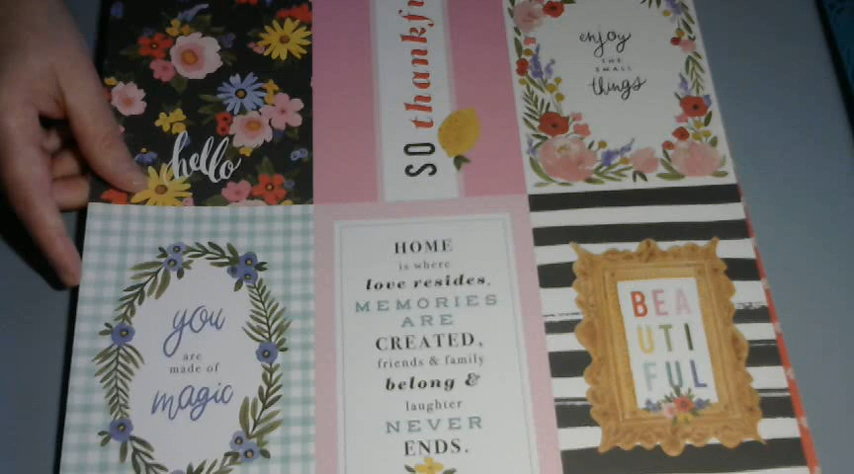 hello
SO thankfu
enjoy
THE
SMALL
things
you
are
made of
magic
HOME
is where
love resides,
MEMORIES
ARE
CREATED,
friends & family
belong &
laughter
NEVER
ENDS.
BEA
UTI
FUL